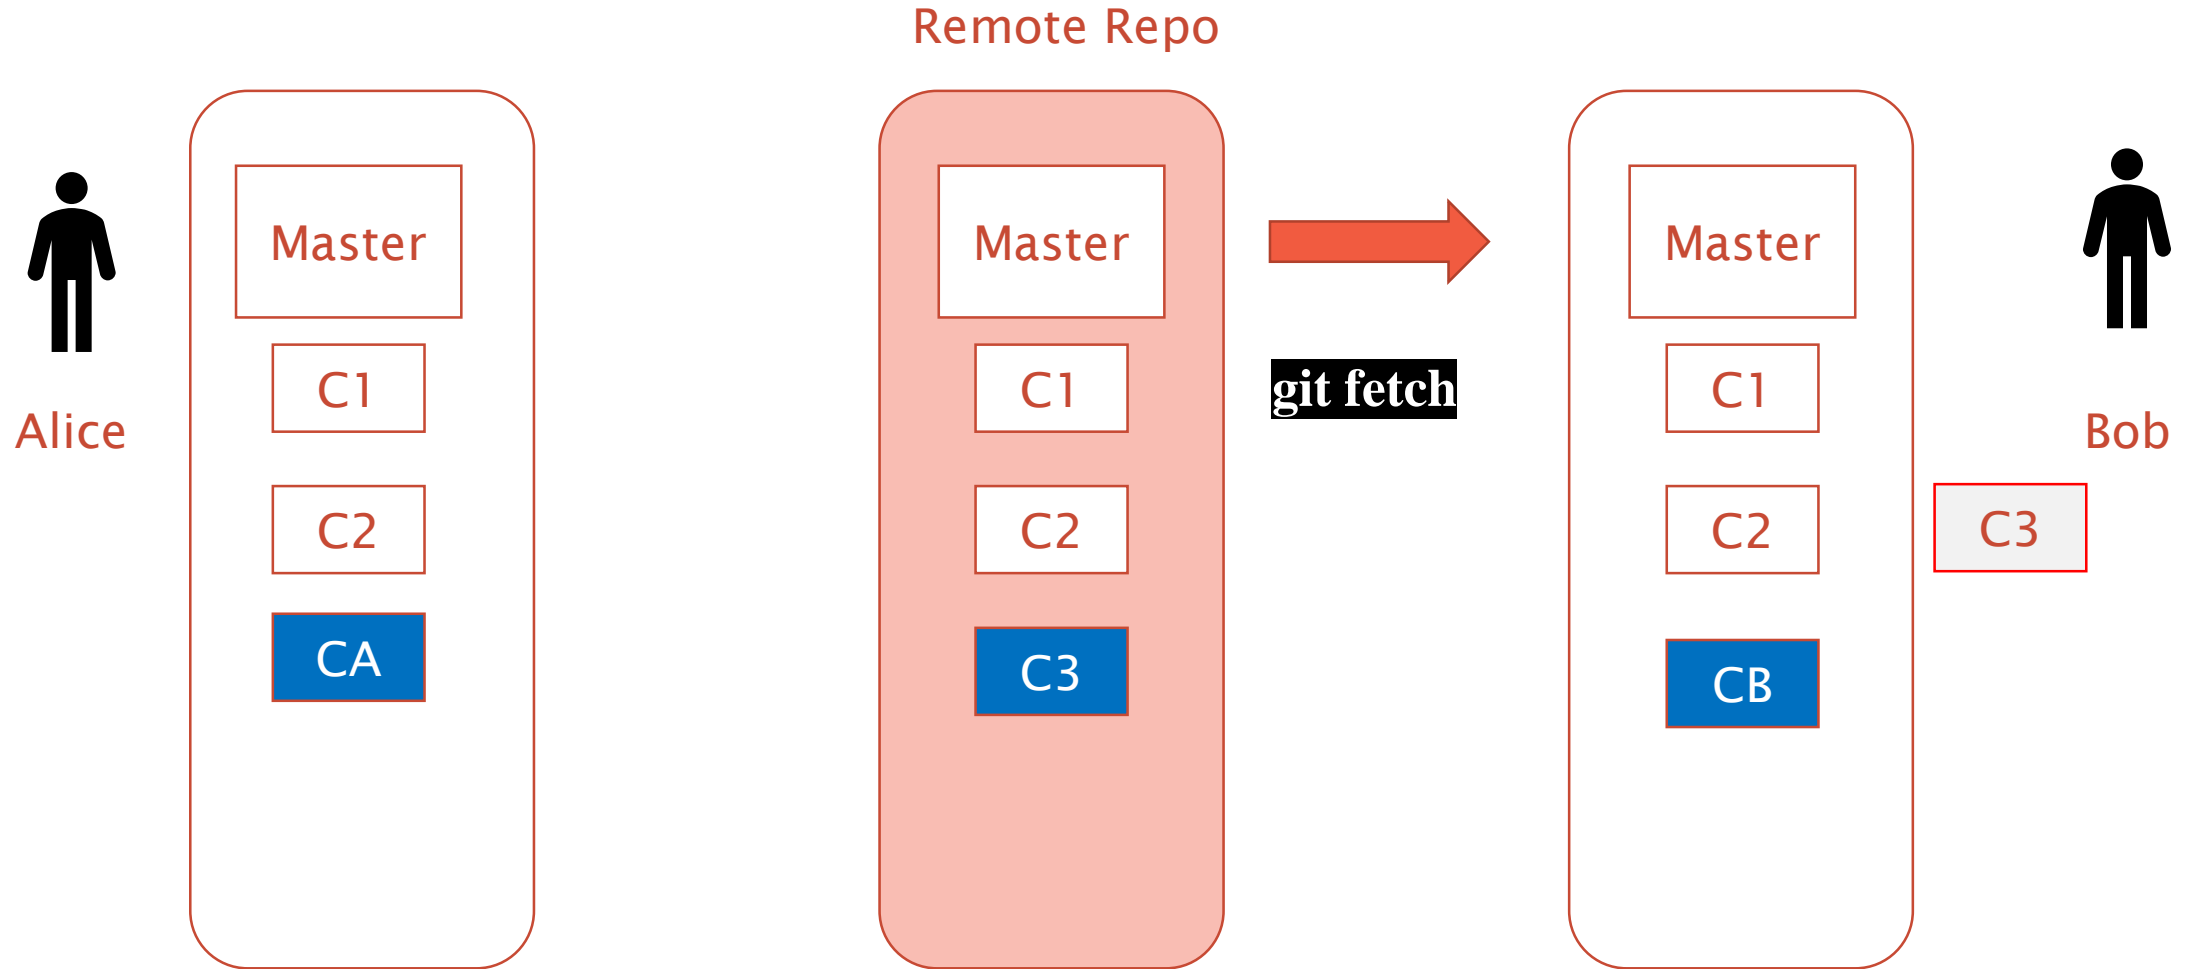 Remote Repo
Alice
Master
C1
C2
CA
Master
C1
C2
C3
git fetch
Master
C1
C2
CB
C3
Bob